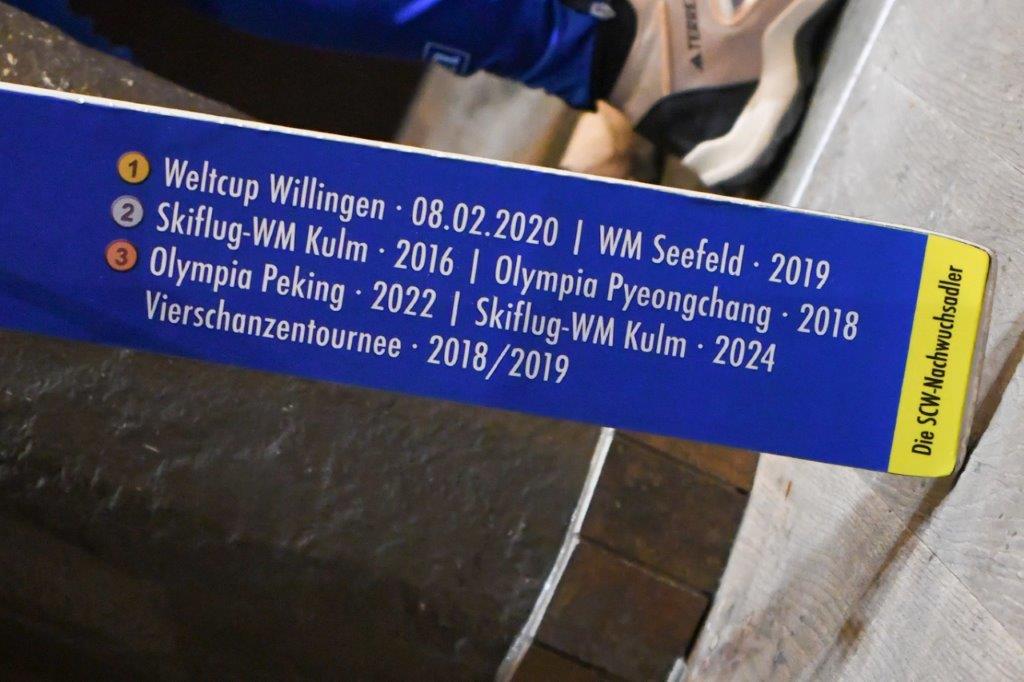 TERREX
1 Weltcup Willingen · 08.02.2020 | WM Seefeld · 2019
2 Skiflug-WM Kulm · 2016 | Olympia Pyeongchang · 2018
3 Olympia Peking · 2022 | Skiflug-WM Kulm · 2024
Vierschanzentournee · 2018/2019
Die SCW-Nachwuchsadler